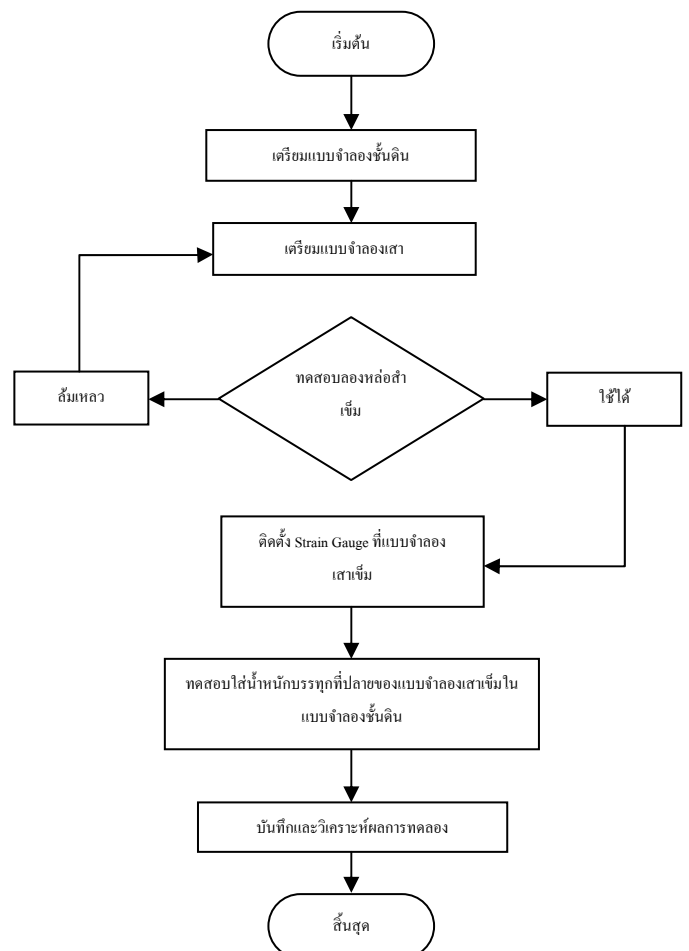 เริ่มต้น
เตรียมแบบจำลองชั้นดิน
เตรียมแบบจำลองเสา
ทดสอบลองหล่อสำ
เข็ม
ล้มเหลว
ใช้ได้
ติดตั้ง Strain Gauge ที่แบบจำลอง
เสาเข็ม
ทดสอบใส่น้ำหนักบรรทุกที่ปลายของแบบจำลองเสาเข็มใน
แบบจำลองชั้นดิน
บันทึกและวิเคราะห์ผลการทดลอง
สิ้นสุด